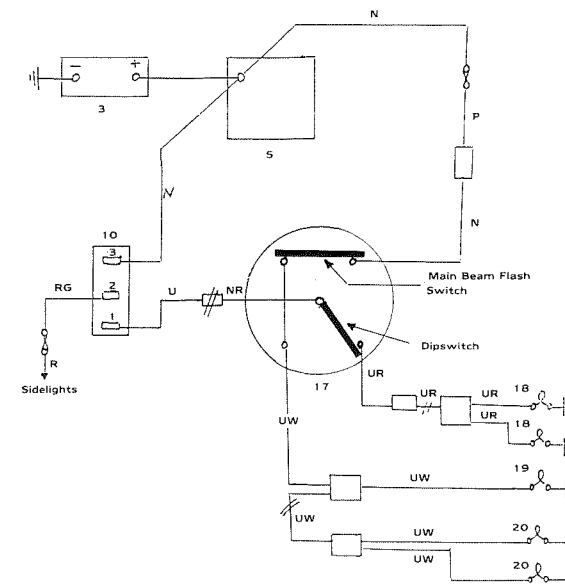 N
3
5
P
N
N
10
3
2
1
RG
U
NR
R
Sidelights
Main Beam Flash
Switch
Dipswitch
17
UR
UR
UR
18
UR
18
UW
UW
19
UW
UW
20
UW
20